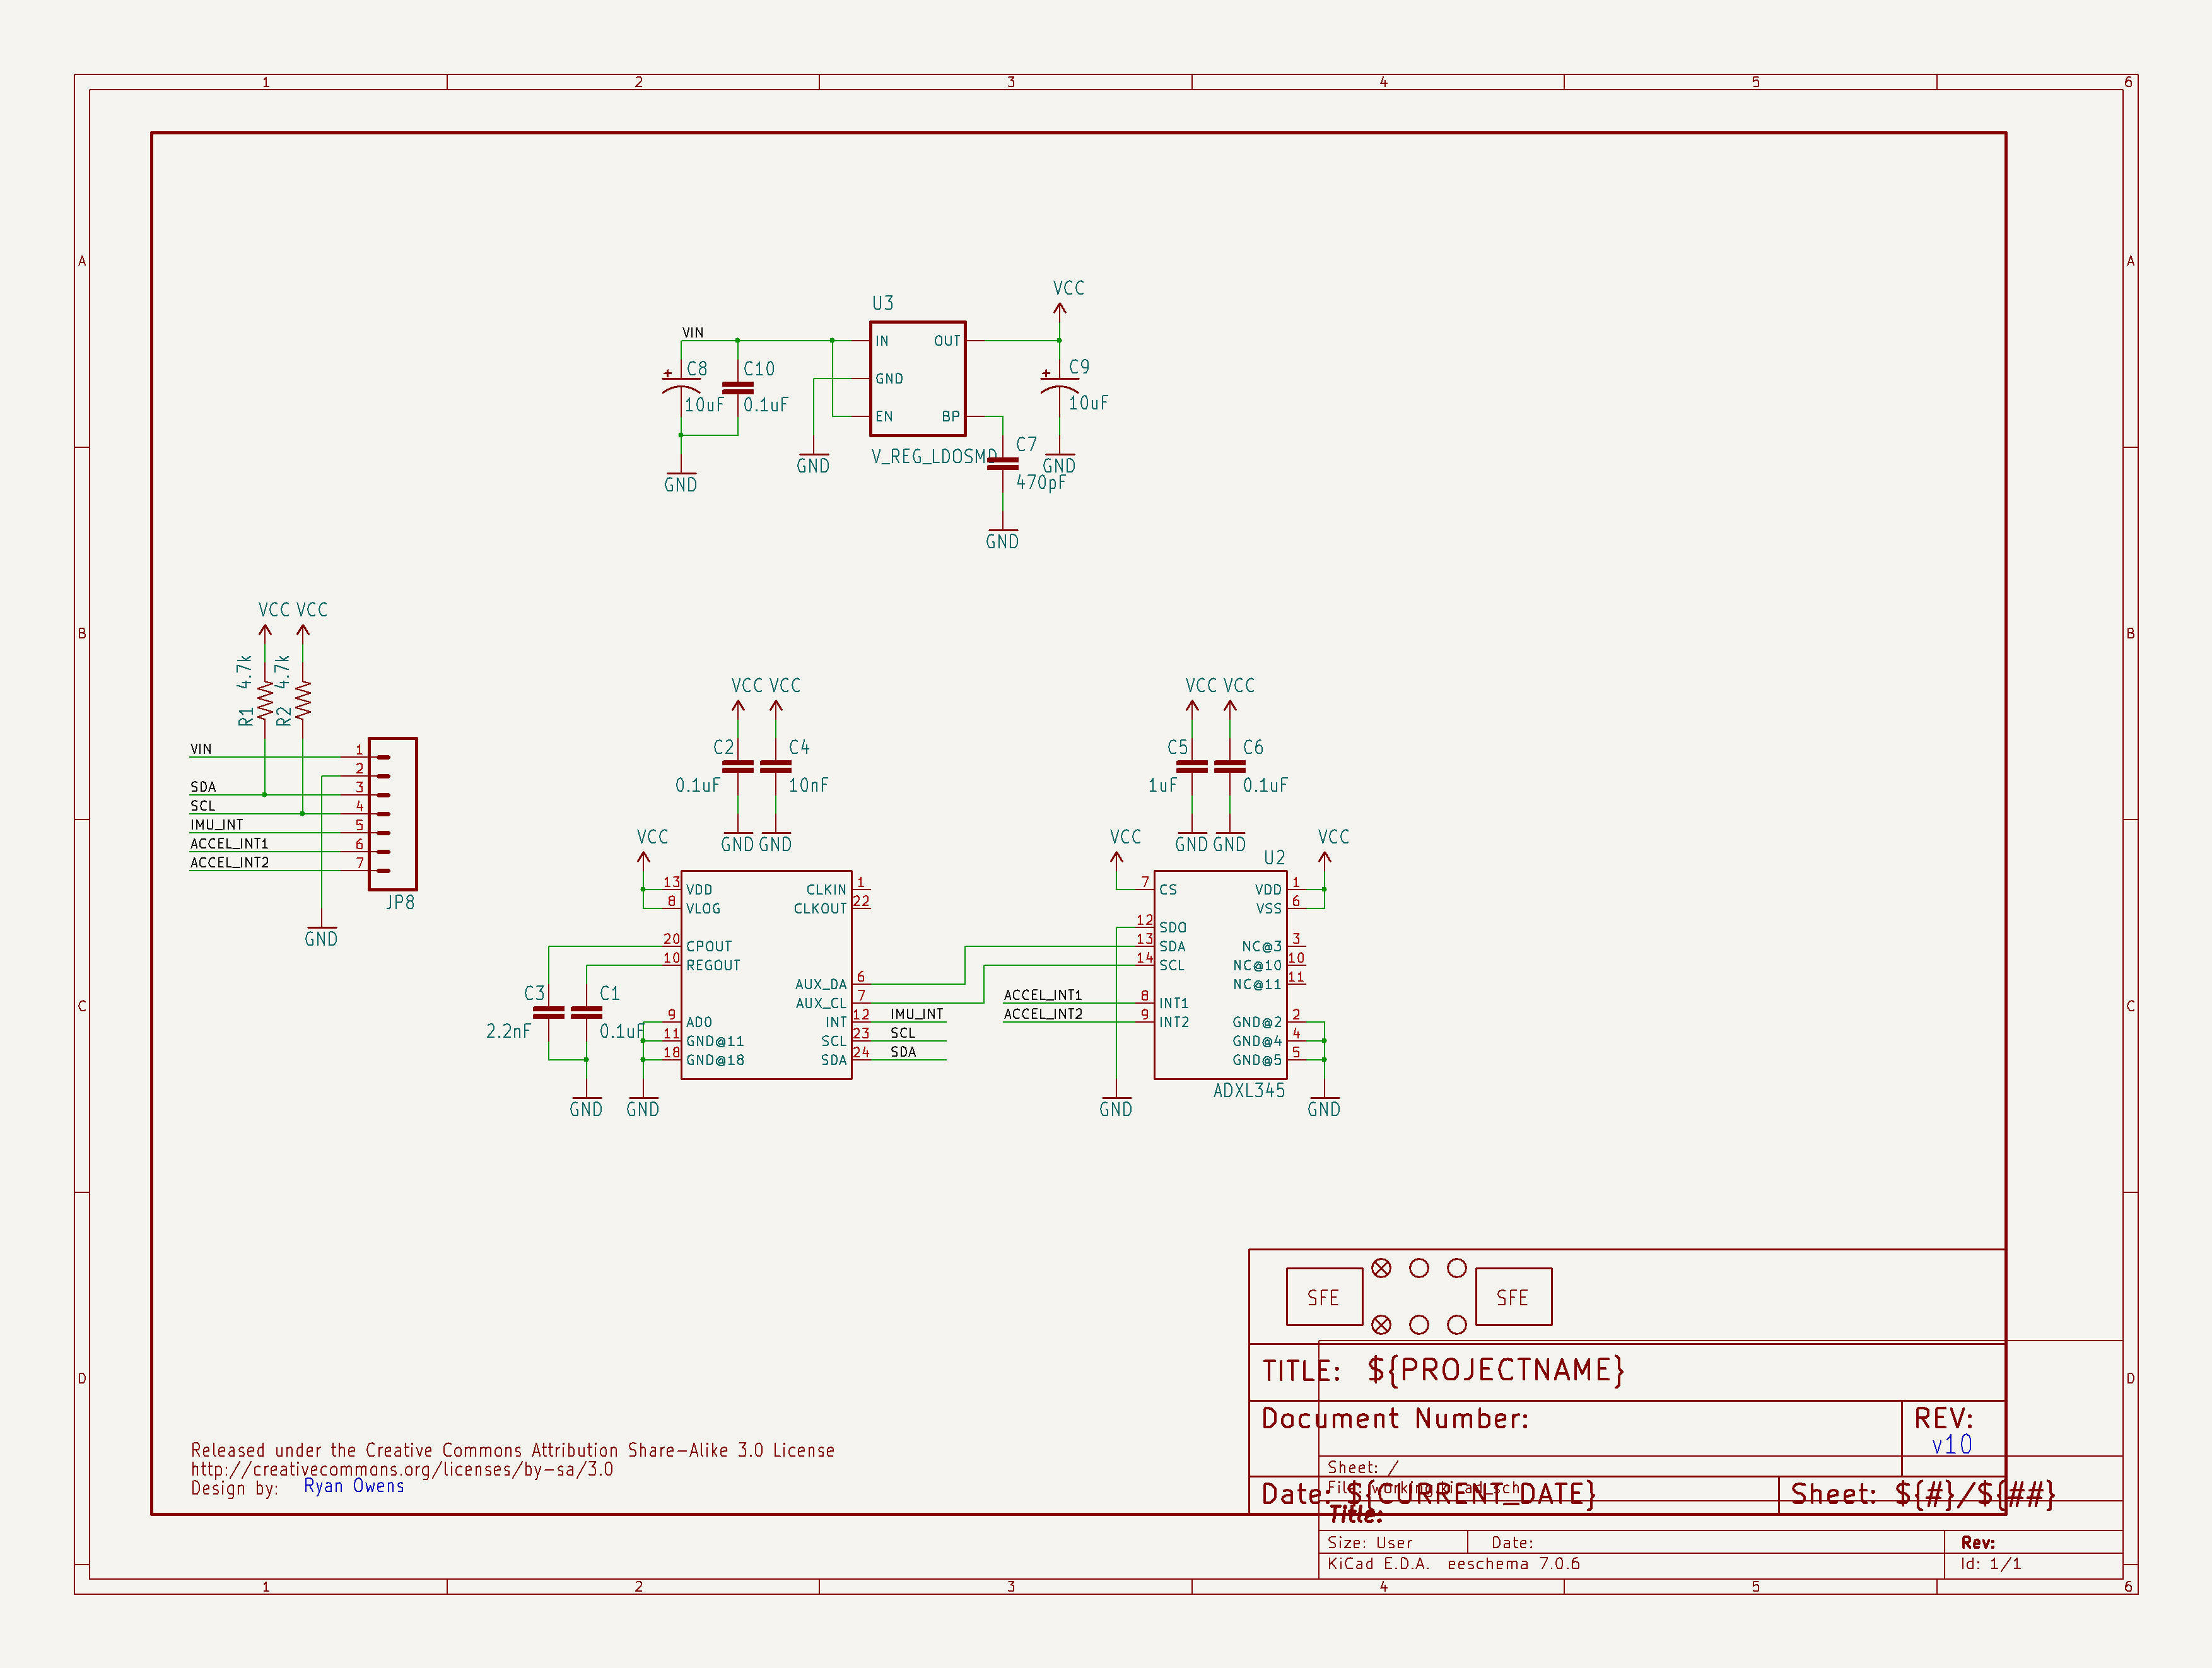 1 2 3 4 5 6
A A
B B
C C
D D
VCC
U3
VIN
IN OUT
GND
EN BP
C8
10uF
C10
0.1uF
C9
10uF
V_REG_LDOSMD
C7
470pF
GND GND GND
GND
VCC VCC
R1 4.7k
R2 4.7k
VIN 1
2
SDA 3
SCL 4
IMU_INT 5
ACCEL_INT1 6
ACCEL_INT2 7
JP8
GND
VCC VCC
C2 C4
0.1uF 10nF
GND GND
VCC
13 VDD CLKIN 1
8 VLOG CLKOUT 22
20 CPOUT
10 REGOUT
AUX_DA 6
AUX_CL 7
9 AD0 INT 12 IMU_INT
11 GND@11 SCL 23 SCL
18 GND@18 SDA 24 SDA
C3 C1
2.2nF 0.1uF
GND GND
VCC VCC
C5 C6
1uF 0.1uF
GND GND
VCC U2 VCC
7 CS VDD 1
VSS 6
12 SDO
13 SDA NC@3 3
14 SCL NC@10 10
NC@11 11
ACCEL_INT1 8 INT1
ACCEL_INT2 9 INT2 GND@2 2
GND@4 4
GND@5 5
ADXL345
GND GND
SFE SFE
TITLE: ${PROJECTNAME}
Document Number: REV:
v10
Date: ${CURRENT_DATE} Sheet: ${#}/${##}
Released under the Creative Commons Attribution Share-Alike 3.0 License
http://creativecommons.org/licenses/by-sa/3.0
Design by: Ryan Owens
Sheet: /
File: working.kicad_sch
Title:
Size: User Date: Rev:
KiCad E.D.A. eeschema 7.0.6 Id: 1/1
1 2 3 4 5 6